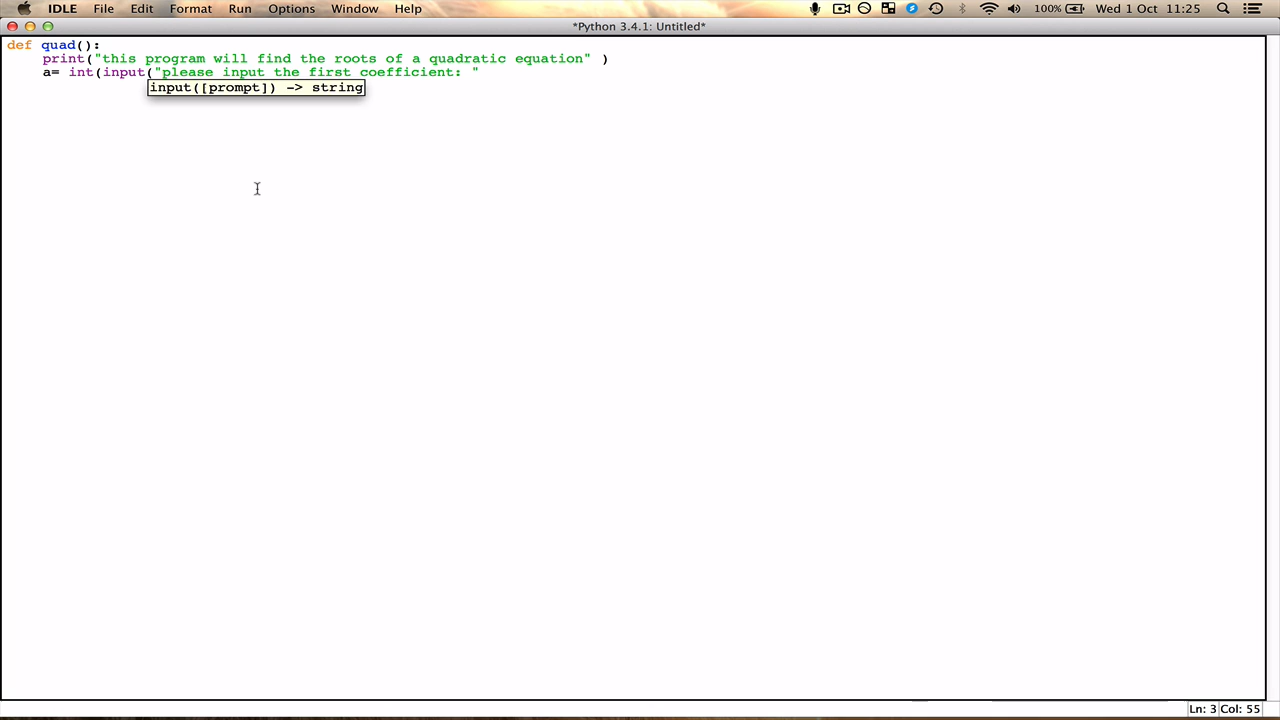 IDLE File Edit Format Run Options Window Help 100% Wed 1 Oct 11:25
*Python 3.4.1: Untitled*
def quad():
    print("this program will find the roots of a quadratic equation" )
    a= int(input("please input the first coefficient: "
input([prompt]) -> string
Ln: 3 Col: 55